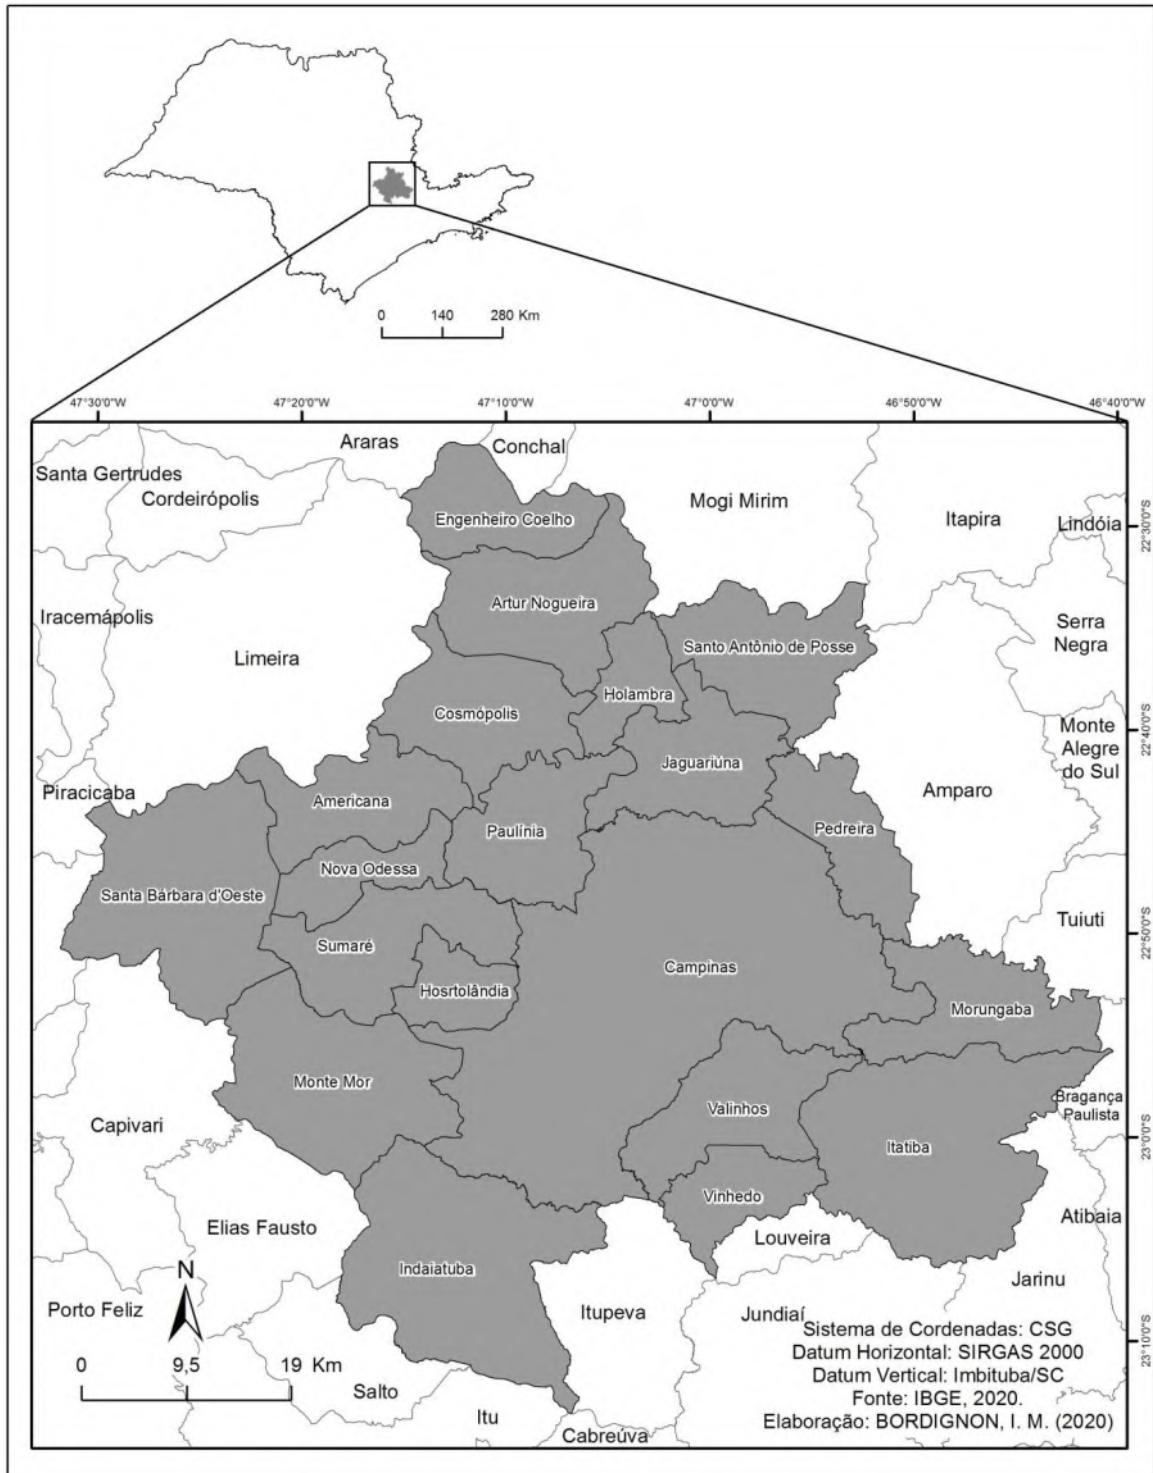 0 140 280 Km
47°30'0"W 47°20'0"W 47°10'0"W 47°0'0"W 46°50'0"W 46°40'0"W
Araras
Conchal
Santa Gertrudes
Cordeirópolis
Mogi Mirim
Engenheiro Coelho
Itapira
Lindóia
22°30'0"S
Artur Nogueira
Iracemápolis
Serra
Negra
Limeira
Santo Antônio de Posse
Holambra
Cosmópolis
Monte
Alegre
do Sul
22°40'0"S
Jaguariúna
Piracicaba
Amparo
Americana
Paulínia
Pedreira
Nova Odessa
Santa Bárbara d'Oeste
Tuiuti
22°50'0"S
Sumaré
Campinas
Hosrtolândia
Morungaba
Monte Mor
Bragança
Paulista
Valinhos
Capivari
Itatiba
23°0'0"S
Vinhedo
Atibaia
Elias Fausto
Louveira
Indaiatuba
N
Jarinu
Porto Feliz
Itupeva
Jundiaí
Sistema de Cordenadas: CSG
Datum Horizontal: SIRGAS 2000
Datum Vertical: Imbituba/SC
Fonte: IBGE, 2020.
Elaboração: BORDIGNON, I. M. (2020)
23°10'0"S
0 9,5 19 Km
Salto
Itu
Cabreúva